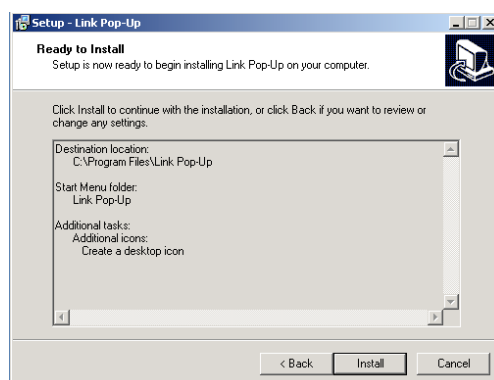 Setup - Link Pop-Up
Ready to Install
Setup is now ready to begin installing Link Pop-Up on your computer.
Click Install to continue with the installation, or click Back if you want to review or
change any settings.
Destination location:
C:\Program Files\Link Pop-Up
Start Menu folder:
Link Pop-Up
Additional tasks:
Additional icons:
Create a desktop icon
< Back Install Cancel